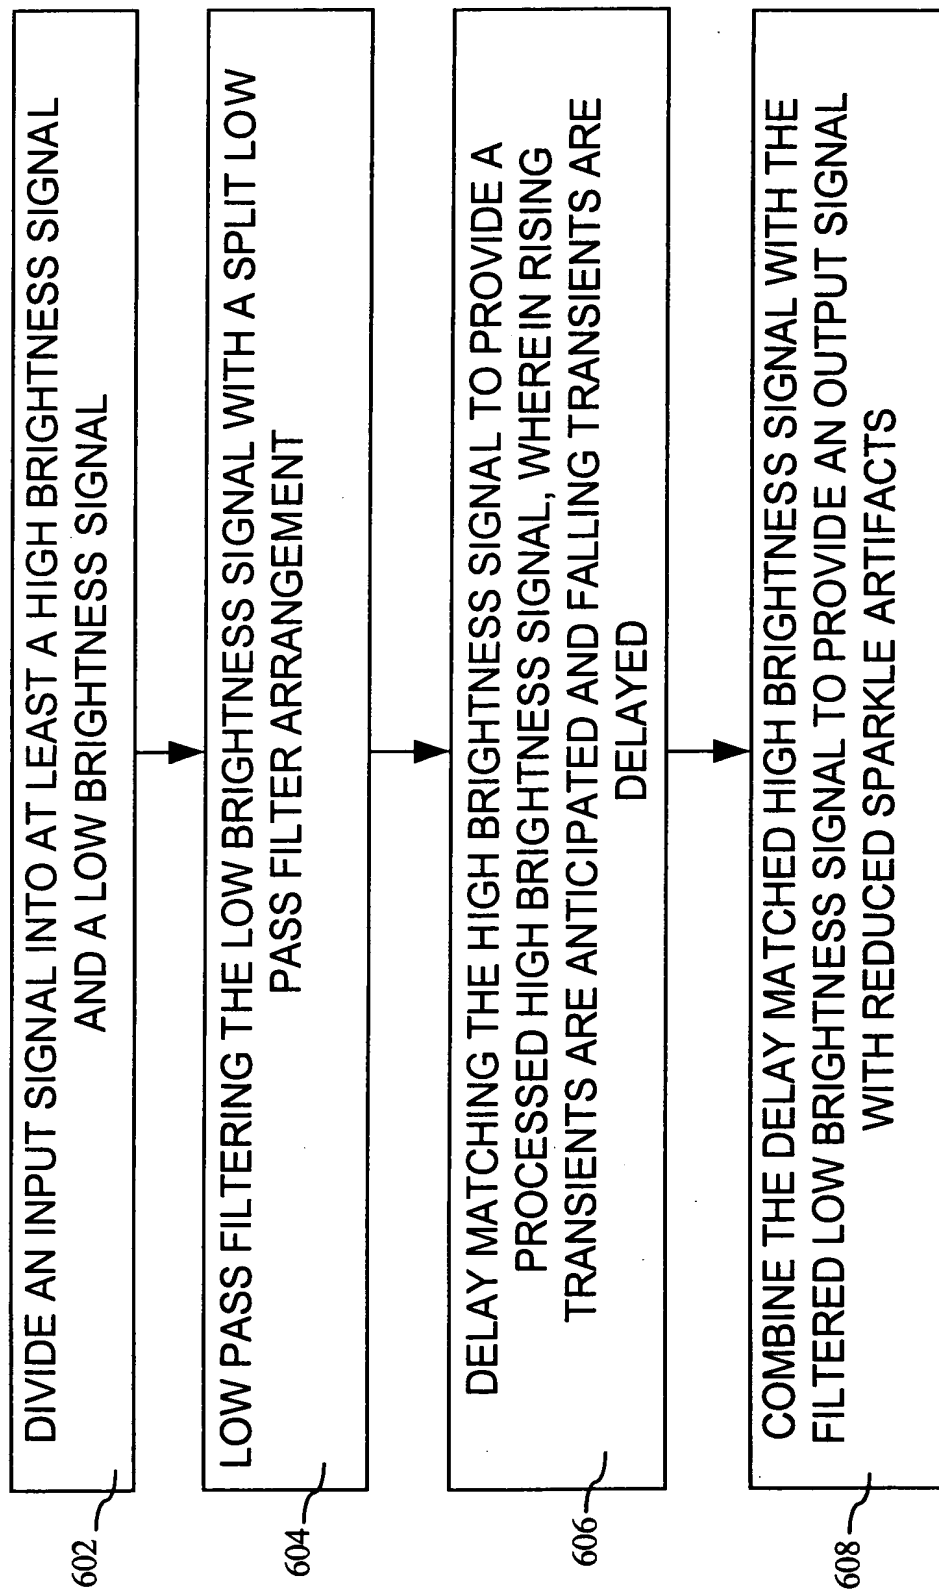 DIVIDE AN INPUT SIGNAL INTO AT LEAST A HIGH BRIGHTNESS SIGNAL
AND A LOW BRIGHTNESS SIGNAL
602
LOW PASS FILTERING THE LOW BRIGHTNESS SIGNAL WITH A SPLIT LOW
PASS FILTER ARRANGEMENT
604
DELAY MATCHING THE HIGH BRIGHTNESS SIGNAL TO PROVIDE A
PROCESSED HIGH BRIGHTNESS SIGNAL, WHEREIN RISING
TRANSIENTS ARE ANTICIPATED AND FALLING TRANSIENTS ARE
DELAYED
606
COMBINE THE DELAY MATCHED HIGH BRIGHTNESS SIGNAL WITH THE
FILTERED LOW BRIGHTNESS SIGNAL TO PROVIDE AN OUTPUT SIGNAL
WITH REDUCED SPARKLE ARTIFACTS
608